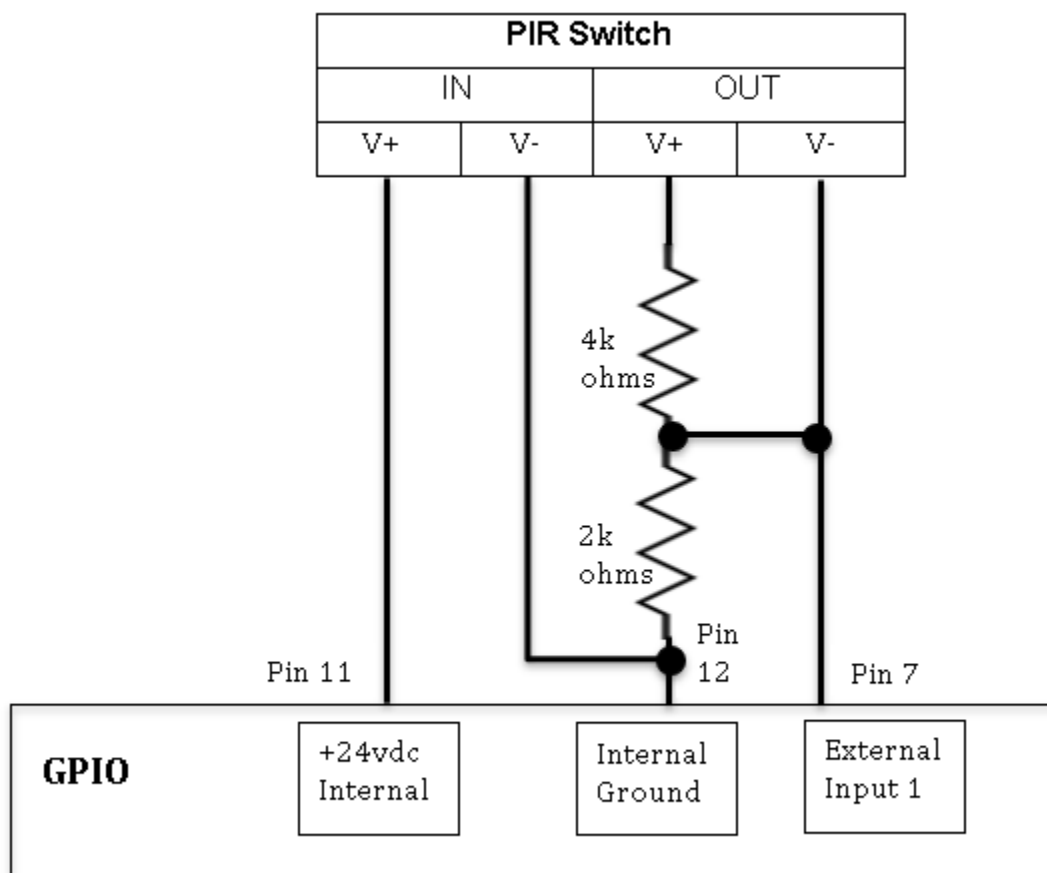 PIR Switch
IN OUT
V+ V- V+ V-
4k
ohms
2k
ohms
Pin
12
Pin 11
Pin 7
GPIO
+24vdc
Internal
Internal
Ground
External
Input 1